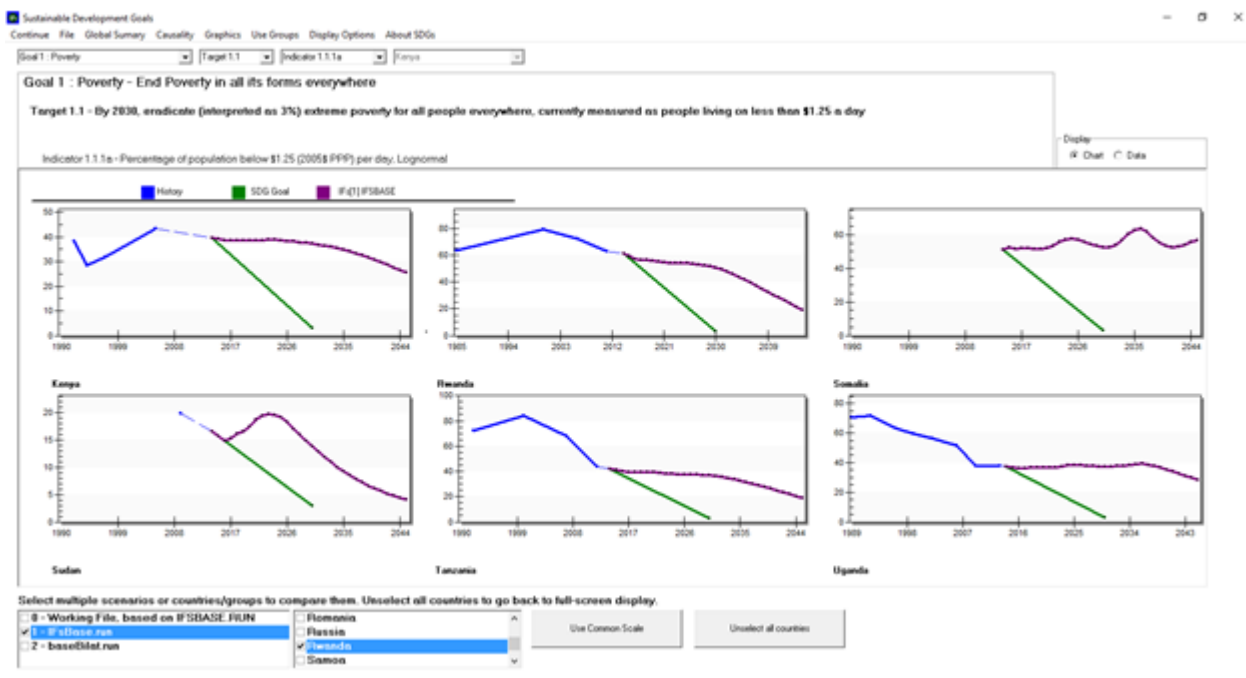 Sustainable Development Goals
Continue File Global Sumary Causality Graphics Use Groups Display Options About SDGs
Goal 1 : Poverty Target 1.1 Indicator 1.1.1a Kenya
Goal 1 : Poverty - End Poverty in all its forms everywhere
Target 1.1 - By 2030, eradicate (interpreted as 3%) extreme poverty for all people everywhere, currently measured as people living on less than $1.25 a day
Display
Chart Data
Indicator 1.1.1a - Percentage of population below $1.25 (2005$ PPP) per day, Lognormal
History SDG Goal IFs[1] IFSBASE
50
40
30
20
10
0
1990 1999 2008 2017 2026 2035 2044
Kenya
80
60
40
20
0
1985 1994 2003 2012 2021 2030 2039
Rwanda
60
40
20
0
1990 1999 2008 2017 2026 2035 2044
Somalia
20
15
10
5
0
1990 1999 2008 2017 2026 2035 2044
Sudan
100
80
60
40
20
0
1990 1999 2008 2017 2026 2035 2044
Tanzania
80
60
40
20
0
1989 1998 2007 2016 2025 2034 2043
Uganda
Select multiple scenarios or countries/groups to compare them. Unselect all countries to go back to full-screen display.
0 - Working File, based on IFSBASE.RUN
1 - IFsBase.run
2 - baseBilat.run
Romania
Russia
Rwanda
Samoa
Use Common Scale
Unselect all countries